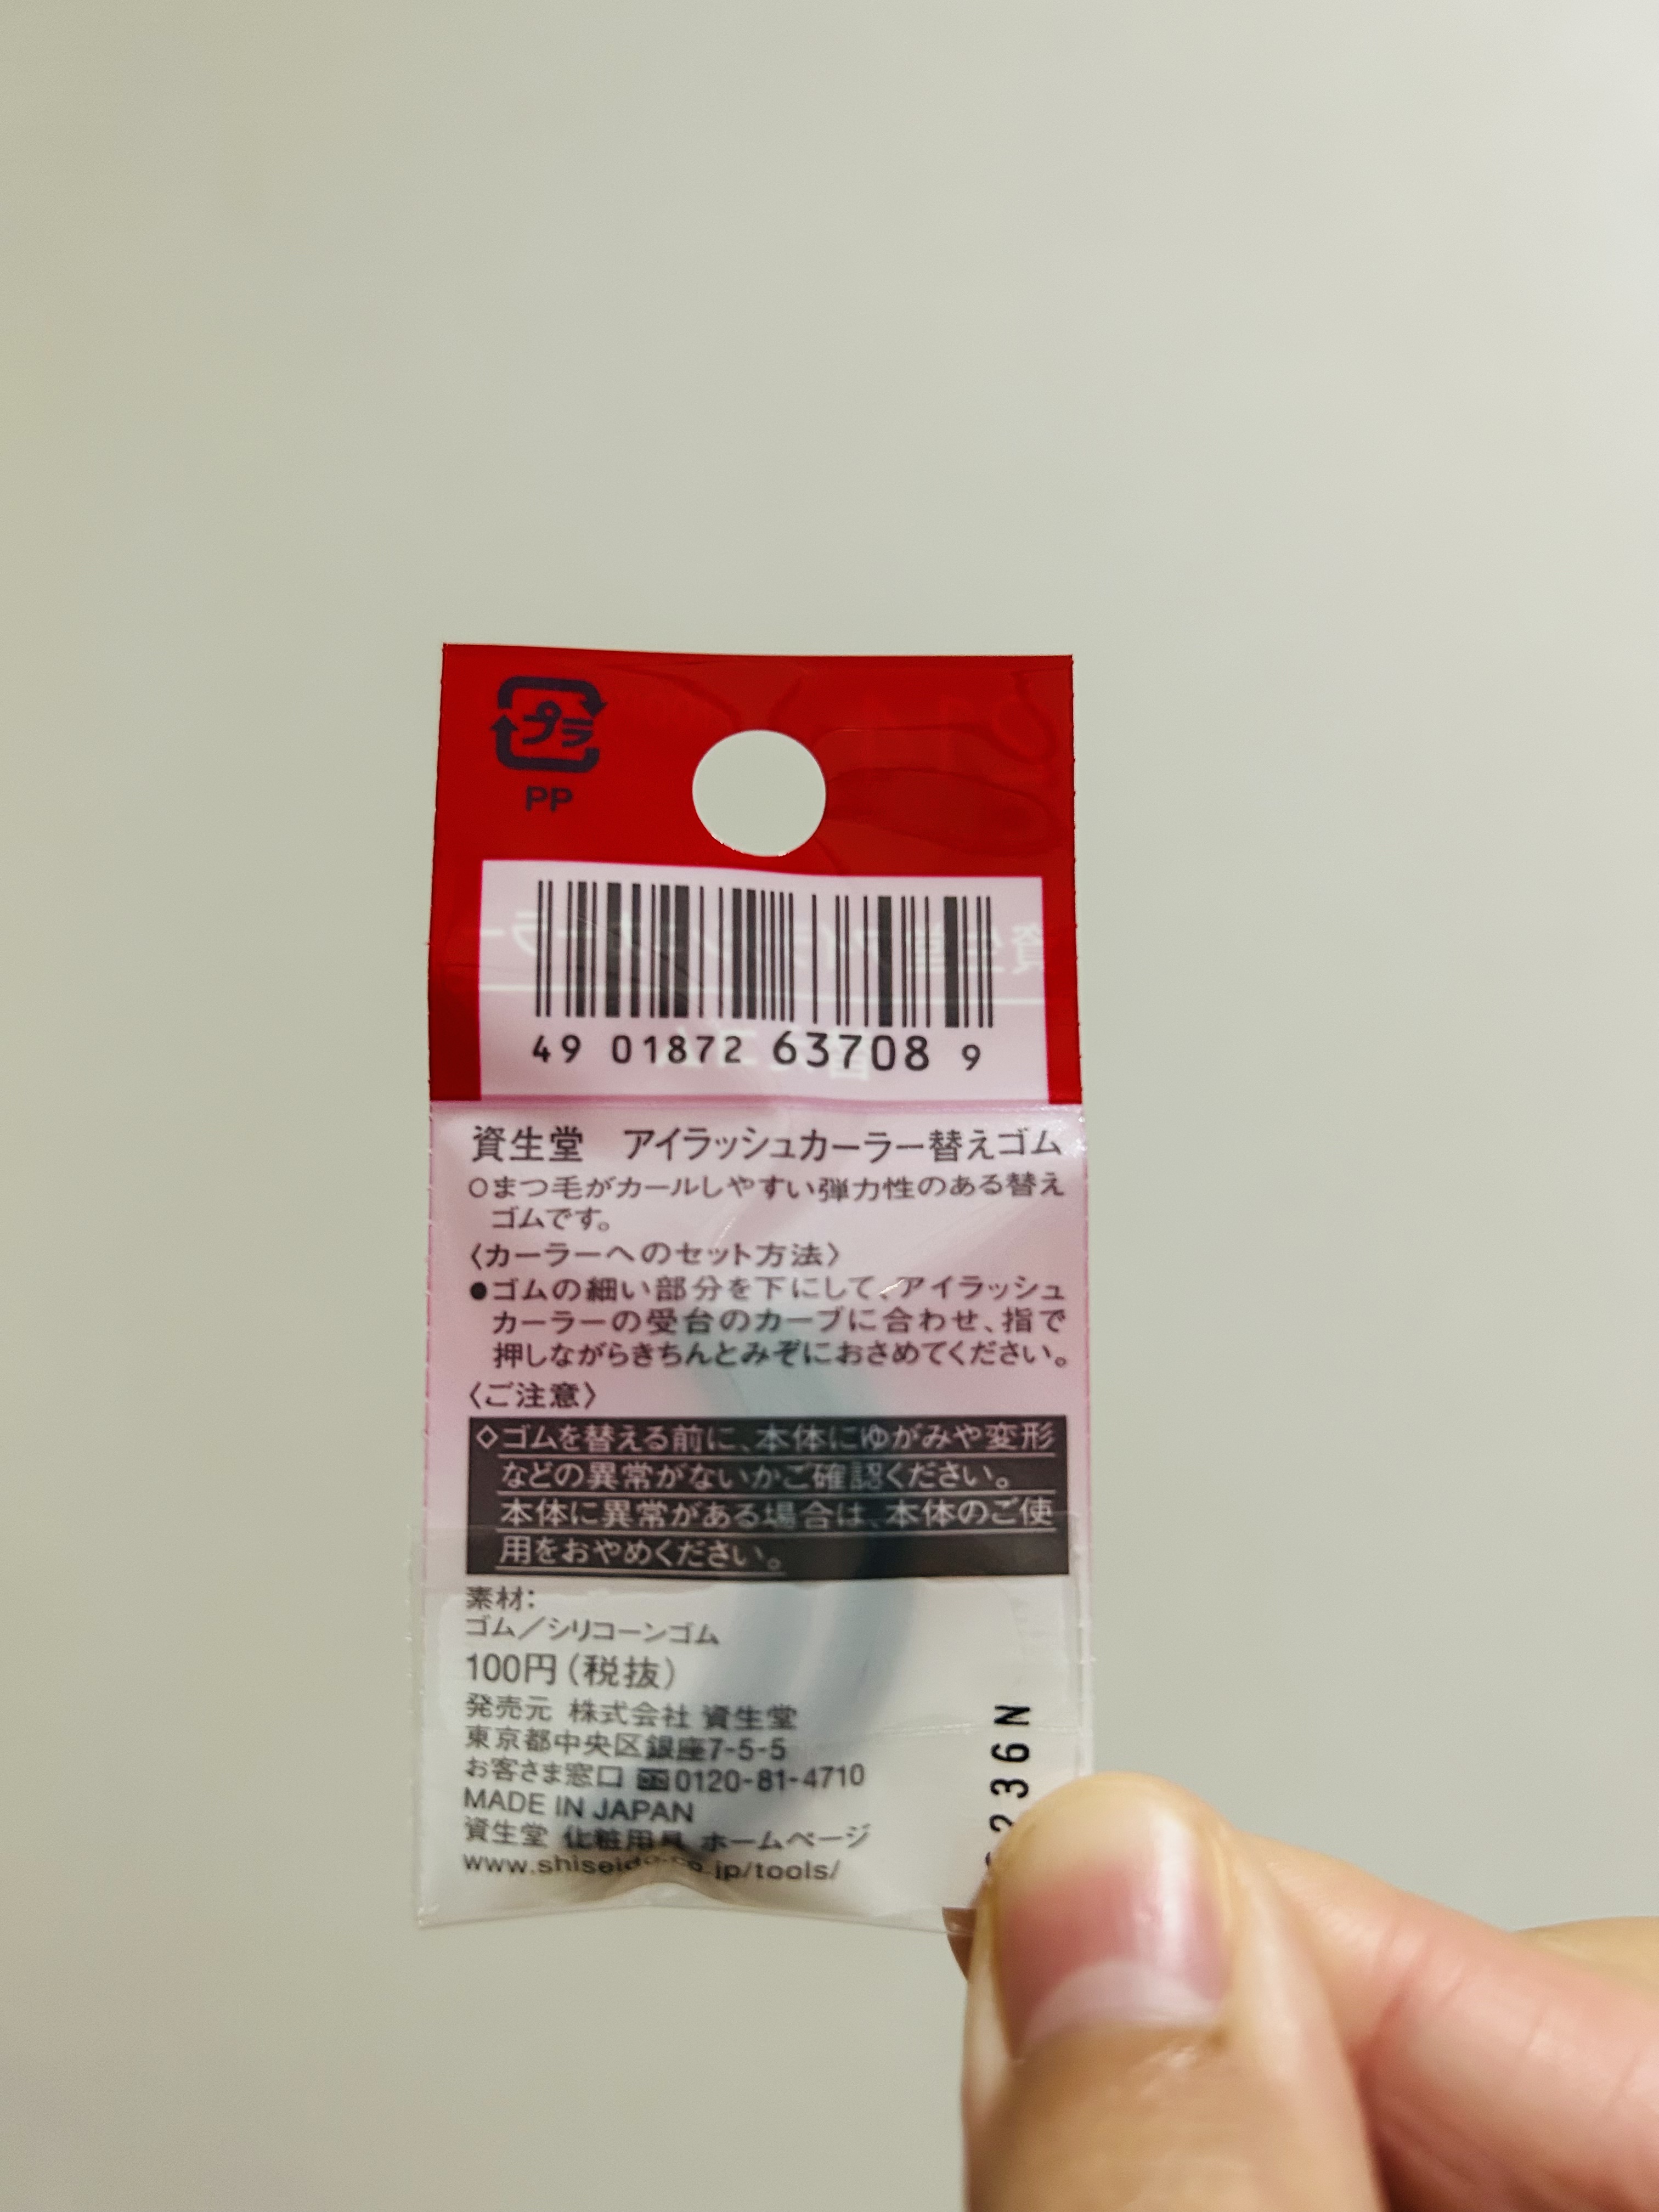 プラ
PP
49 01872 63708 9
資生堂　アイラッシュカーラー替えゴム
○まつ毛がカールしやすい弾力性のある替え
ゴムです。
〈カーラーへのセット方法〉
●ゴムの細い部分を下にして、アイラッシュ
カーラーの受台のカーブに合わせ、指で
押しながらきちんとみぞにおさめてください。
〈ご注意〉
◇ゴムを替える前に、本体にゆがみや変形
などの異常がないかご確認ください。
本体に異常がある場合は、本体のご使
用をおやめください。
素材：
ゴム／シリコーンゴム
100円（税抜）
発売元 株式会社 資生堂
東京都中央区銀座7-5-5
お客さま窓口 0120-81-4710
MADE IN JAPAN
資生堂 化粧用具 ホームページ
www.shiseido.co.jp/tools/
236N